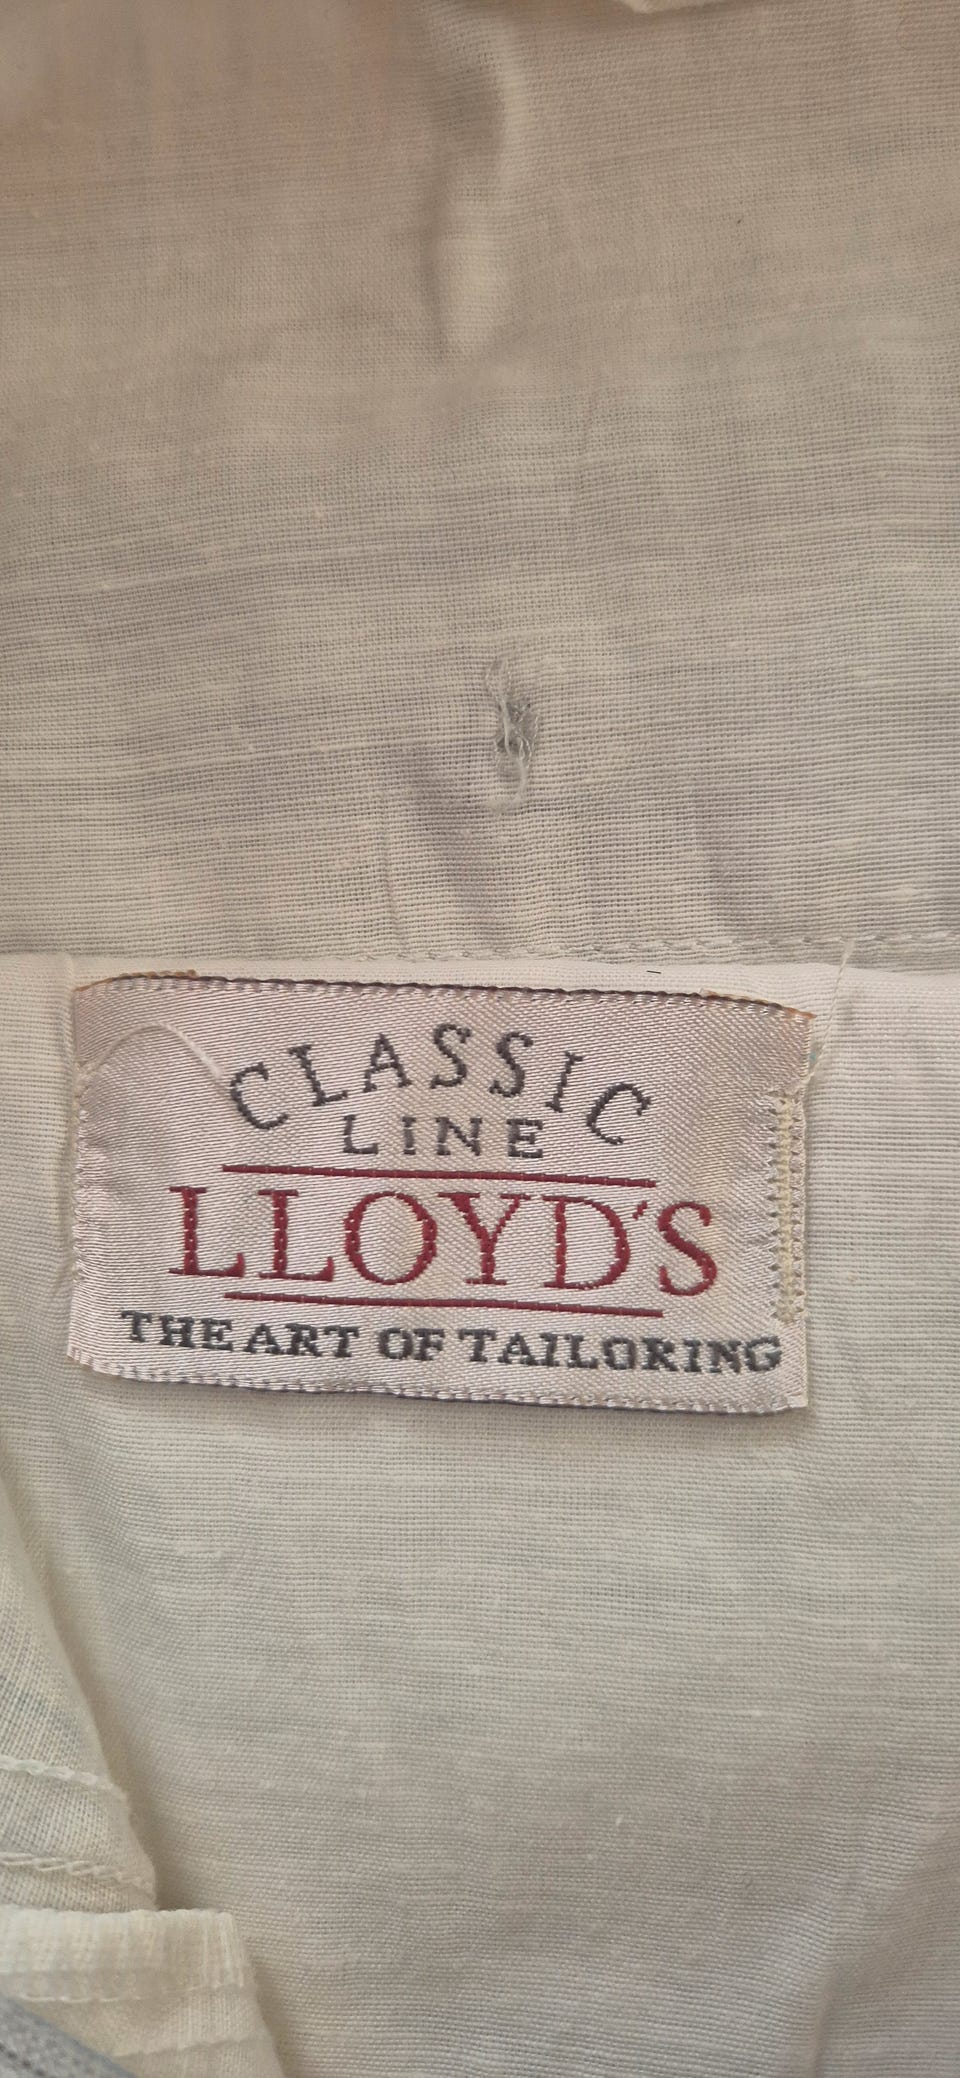 CLASSIC
LINE
LLOYD'S
THE ART OF TAILORING